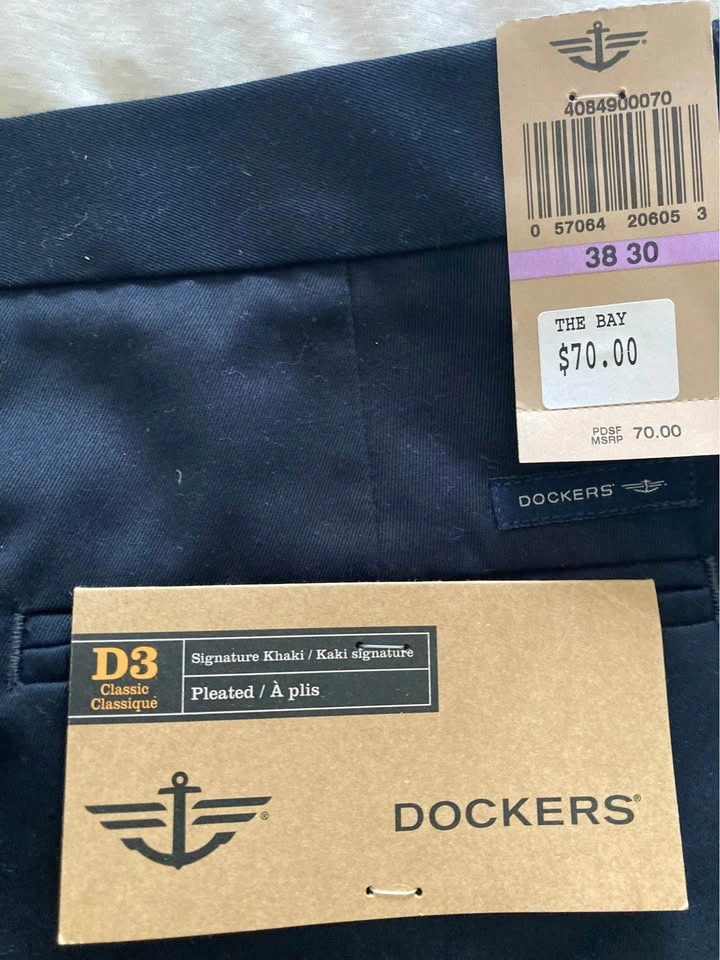 4084900070
0 57064 20605 3
38 30
THE BAY
$70.00
PDSF
MSRP 70.00
DOCKERS
D3
Classic
Classique
Signature Khaki / Kaki signature
Pleated / À plis
DOCKERS®